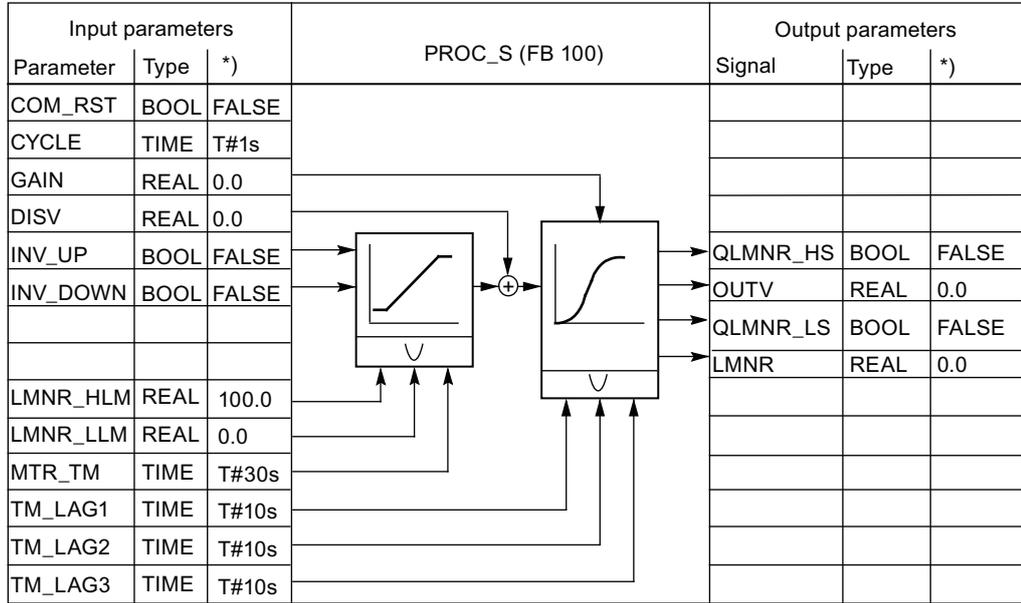 Input parameters PROC_S (FB 100) Output parameters
Parameter Type *) Signal Type *)
COM_RST BOOL FALSE
CYCLE TIME T#1s
GAIN REAL 0.0
DISV REAL 0.0
INV_UP BOOL FALSE QLMNR_HS BOOL FALSE
INV_DOWN BOOL FALSE + OUTV REAL 0.0
QLMNR_LS BOOL FALSE
LMNR REAL 0.0
LMNR_HLM REAL 100.0
LMNR_LLM REAL 0.0
MTR_TM TIME T#30s
TM_LAG1 TIME T#10s
TM_LAG2 TIME T#10s
TM_LAG3 TIME T#10s